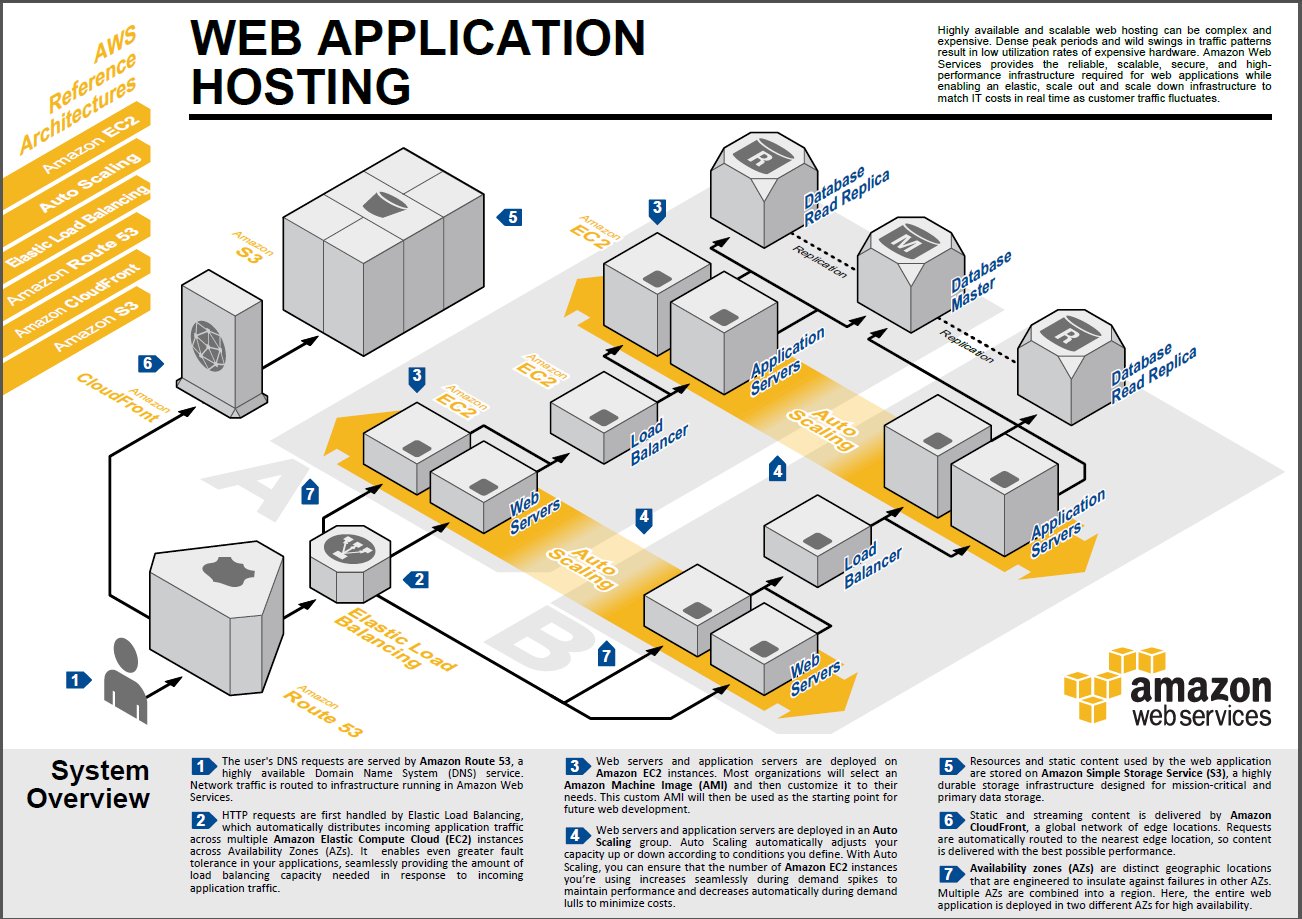 AWS
Reference
Architectures
Amazon EC2
Auto Scaling
Elastic Load Balancing
Amazon Route 53
Amazon CloudFront
Amazon S3
WEB APPLICATION
HOSTING
Highly available and scalable web hosting can be complex and
expensive. Dense peak periods and wild swings in traffic patterns
result in low utilization rates of expensive hardware. Amazon Web
Services provides the reliable, scalable, secure, and high-
performance infrastructure required for web applications while
enabling an elastic, scale out and scale down infrastructure to
match IT costs in real time as customer traffic fluctuates.
R
Database
Read Replica
3
Amazon
EC2
5
Amazon
S3
Replication
M
Database
Master
Replication
R
Database
Read Replica
Application
Servers
6
Amazon
CloudFront
3
Amazon
EC2
Amazon
EC2
Load
Balancer
Auto
Scaling
4
A
7
Web
Servers
4
Application
Servers
Auto
Scaling
Load
Balancer
2
Elastic Load
Balancing
B
7
Web
Servers
1
Amazon
Route 53
amazon
web services
System
Overview
1 The user's DNS requests are served by Amazon Route 53, a
highly available Domain Name System (DNS) service.
Network traffic is routed to infrastructure running in Amazon Web
Services.
2 HTTP requests are first handled by Elastic Load Balancing,
which automatically distributes incoming application traffic
across multiple Amazon Elastic Compute Cloud (EC2) instances
across Availability Zones (AZs). It enables even greater fault
tolerance in your applications, seamlessly providing the amount of
load balancing capacity needed in response to incoming
application traffic.
3 Web servers and application servers are deployed on
Amazon EC2 instances. Most organizations will select an
Amazon Machine Image (AMI) and then customize it to their
needs. This custom AMI will then be used as the starting point for
future web development.
4 Web servers and application servers are deployed in an Auto
Scaling group. Auto Scaling automatically adjusts your
capacity up or down according to conditions you define. With Auto
Scaling, you can ensure that the number of Amazon EC2 instances
you're using increases seamlessly during demand spikes to
maintain performance and decreases automatically during demand
lulls to minimize costs.
5 Resources and static content used by the web application
are stored on Amazon Simple Storage Service (S3), a highly
durable storage infrastructure designed for mission-critical and
primary data storage.
6 Static and streaming content is delivered by Amazon
CloudFront, a global network of edge locations. Requests
are automatically routed to the nearest edge location, so content
is delivered with the best possible performance.
7 Availability zones (AZs) are distinct geographic locations
that are engineered to insulate against failures in other AZs.
Multiple AZs are combined into a region. Here, the entire web
application is deployed in two different AZs for high availability.